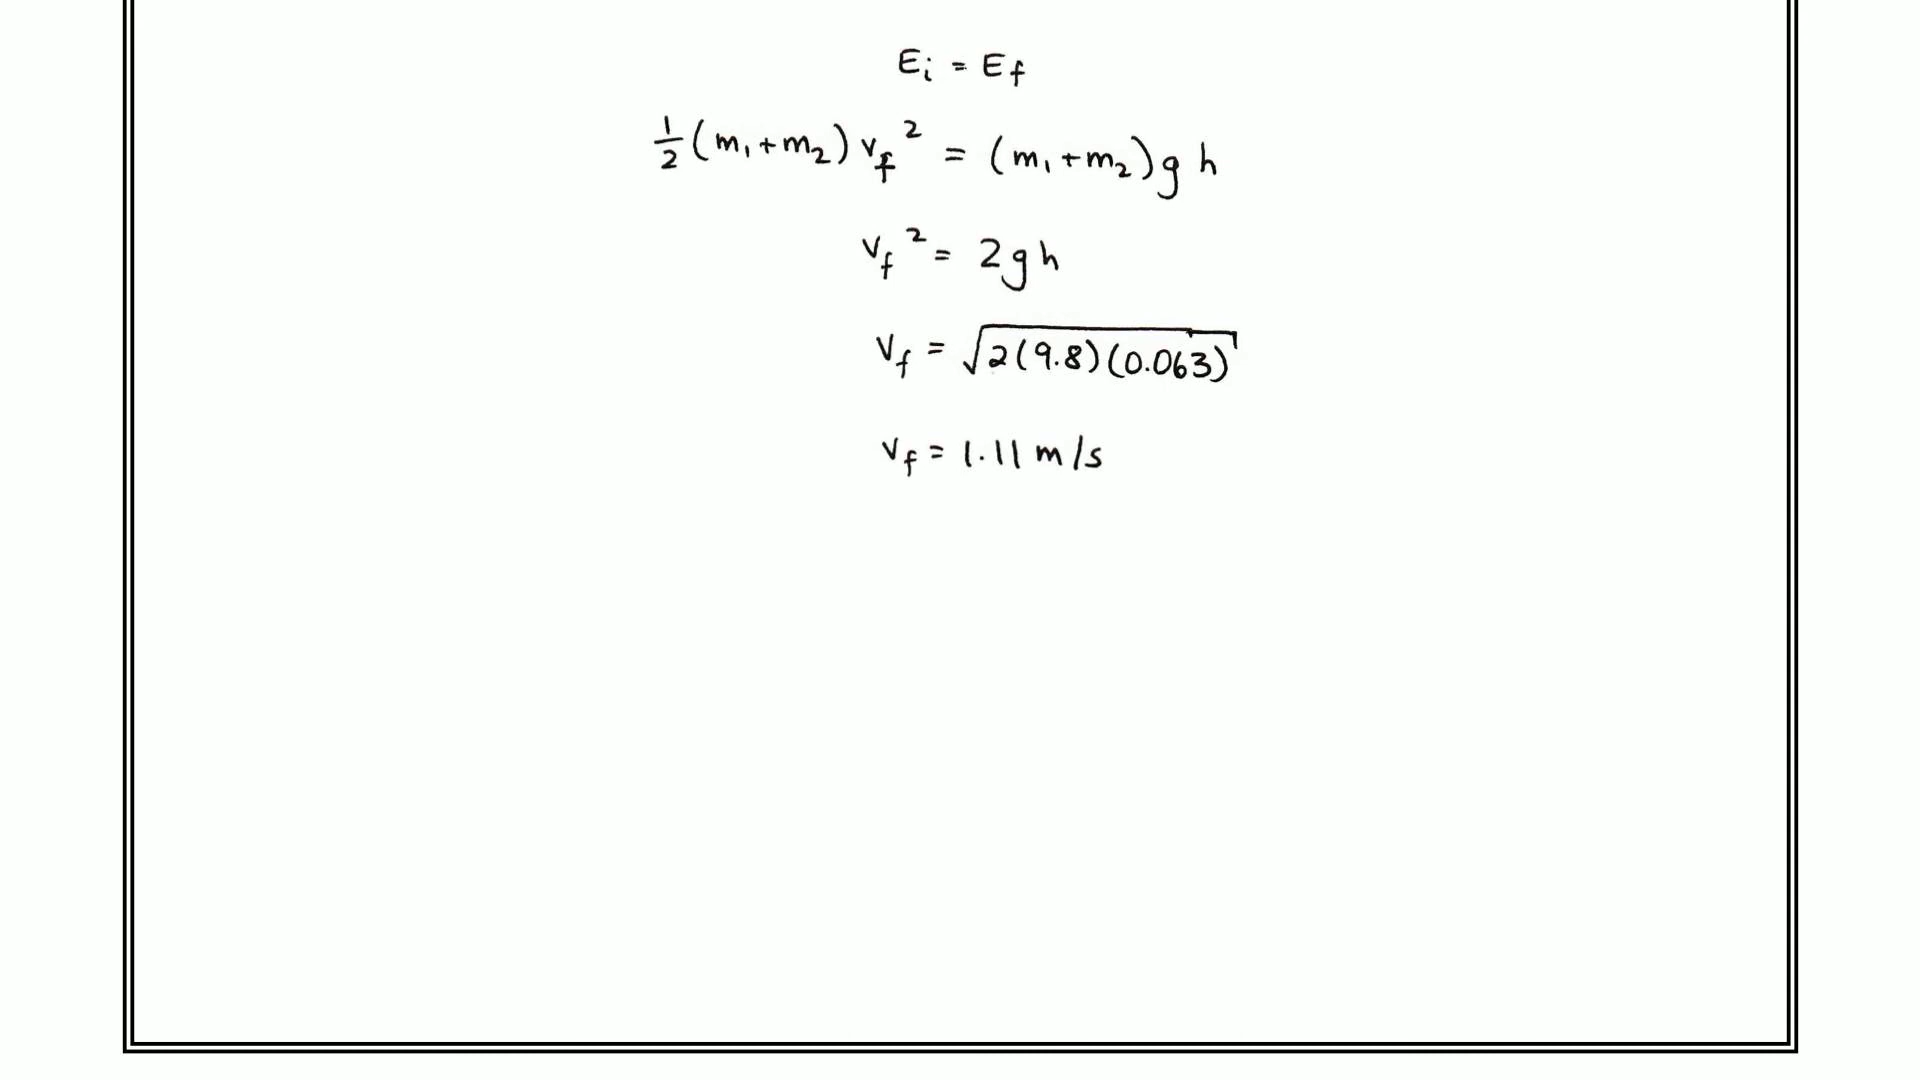 Ei = Ef
1/2 (m₁+m₂) vf² = (m₁+m₂) g h
vf² = 2 g h
vf = √2(9.8)(0.063)
vf = 1.11 m/s